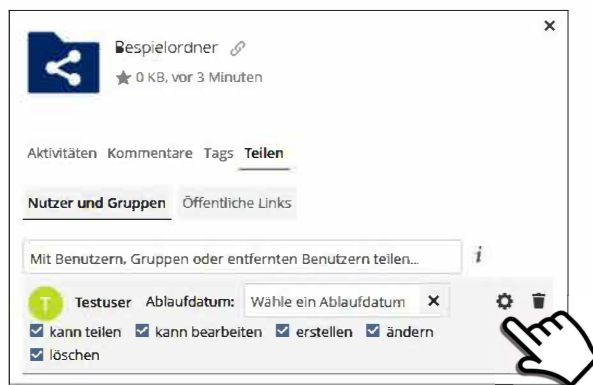 Bespielordner
0 KB, vor 3 Minuten
Aktivitäten Kommentare Tags Teilen
Nutzer und Gruppen Öffentliche Links
Mit Benutzern, Gruppen oder entfernten Benutzern teilen... i
T Testuser Ablaufdatum: Wähle ein Ablaufdatum
kann teilen kann bearbeiten erstellen ändern
löschen